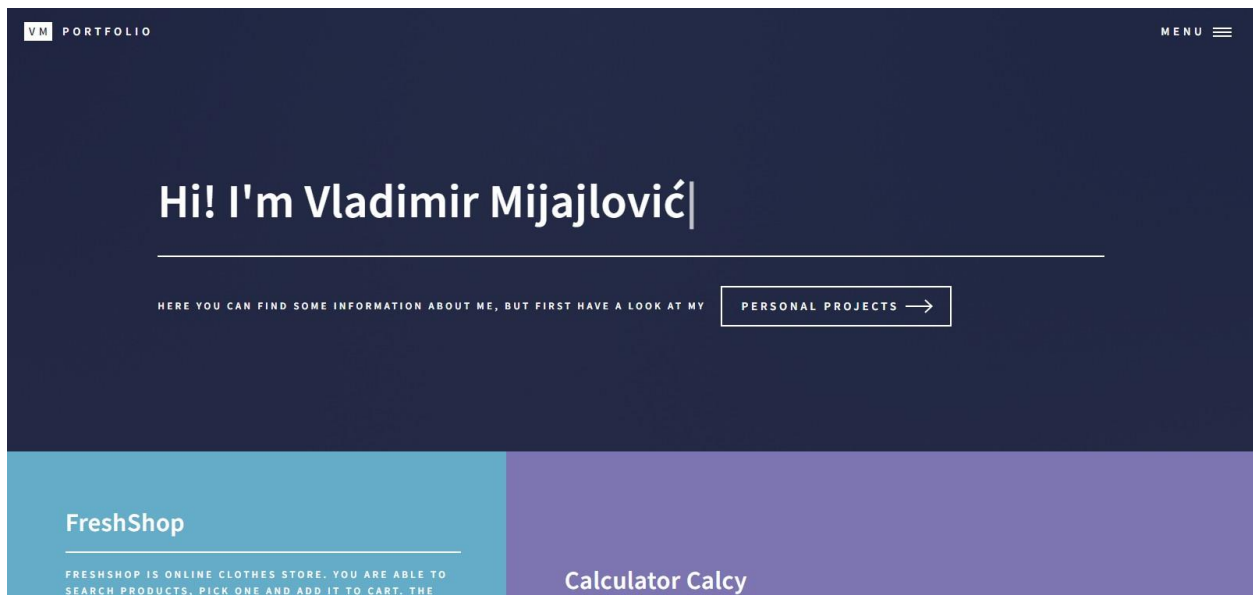 VM PORTFOLIO
MENU
Hi! I'm Vladimir Mijajlović
HERE YOU CAN FIND SOME INFORMATION ABOUT ME, BUT FIRST HAVE A LOOK AT MY
PERSONAL PROJECTS
FreshShop
FRESHSHOP IS ONLINE CLOTHES STORE. YOU ARE ABLE TO
SEARCH PRODUCTS, PICK ONE AND ADD IT TO CART. THE
Calculator Calcy